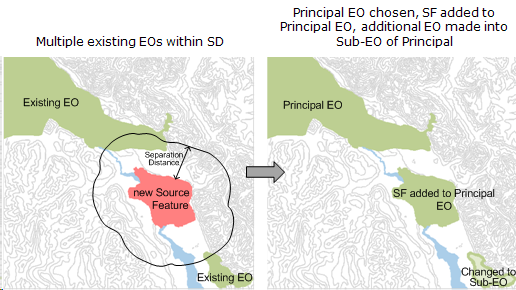 Multiple existing EOs within SD
Principal EO chosen, SF added to
Principal EO, additional EO made into
Sub-EO of Principal
Existing EO
Separation
Distance
new Source
Feature
Existing EO
Principal EO
SF added to Principal
EO
Changed to
Sub-EO